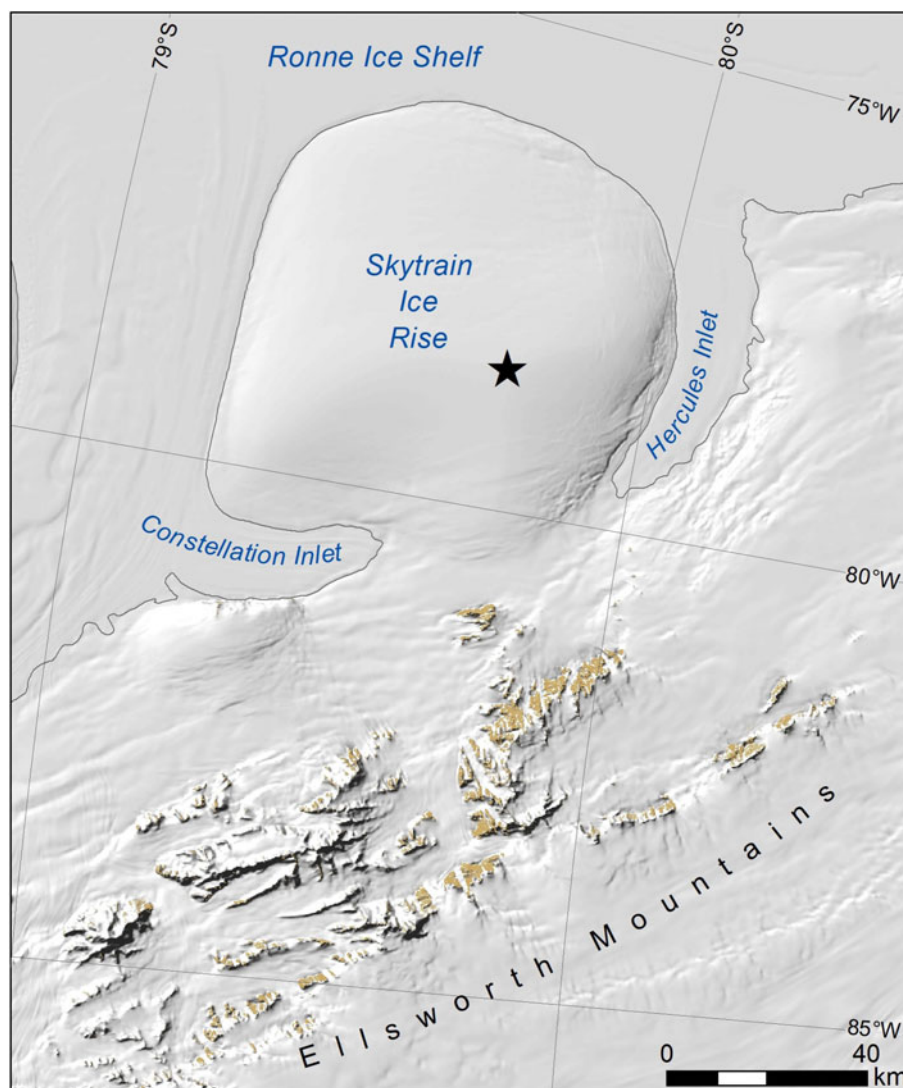 79°S
80°S
Ronne Ice Shelf
75°W
Skytrain
Ice
Rise
Hercules Inlet
Constellation Inlet
80°W
Ellsworth Mountains
85°W
0 40
km